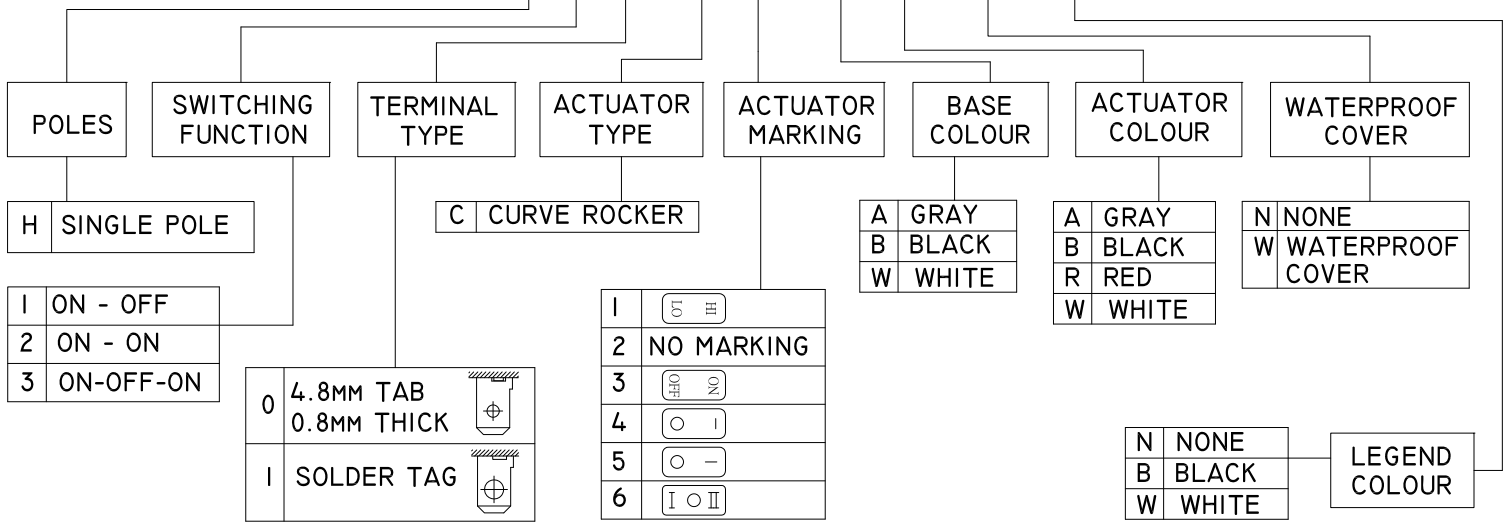 POLES
SWITCHING
FUNCTION
TERMINAL
TYPE
ACTUATOR
TYPE
ACTUATOR
MARKING
BASE
COLOUR
ACTUATOR
COLOUR
WATERPROOF
COVER
H SINGLE POLE
1 ON - OFF
2 ON - ON
3 ON-OFF-ON
0 4.8MM TAB
0.8MM THICK
1 SOLDER TAG
C CURVE ROCKER
1 LO HI
2 NO MARKING
3 OFF ON
4 O I
5 O —
6 I O II
A GRAY
B BLACK
W WHITE
A GRAY
B BLACK
R RED
W WHITE
N NONE
W WATERPROOF
COVER
N NONE
B BLACK
W WHITE
LEGEND
COLOUR